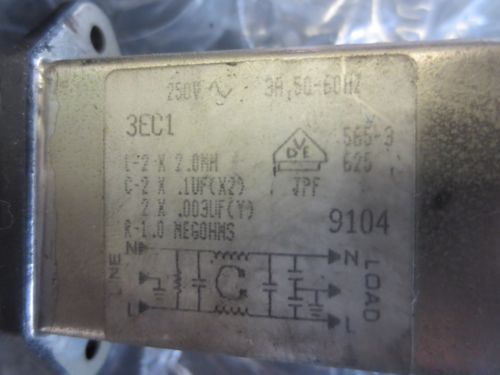 250V 3A, 50-60HZ
3EC1
VDE
565-3
625
L-2 X 2.0MH
C-2 X .1UF(X2)
JPF
2 X .003UF(Y)
R-1.0 MEGOHMS
9104
N N
LINE LOAD
L L